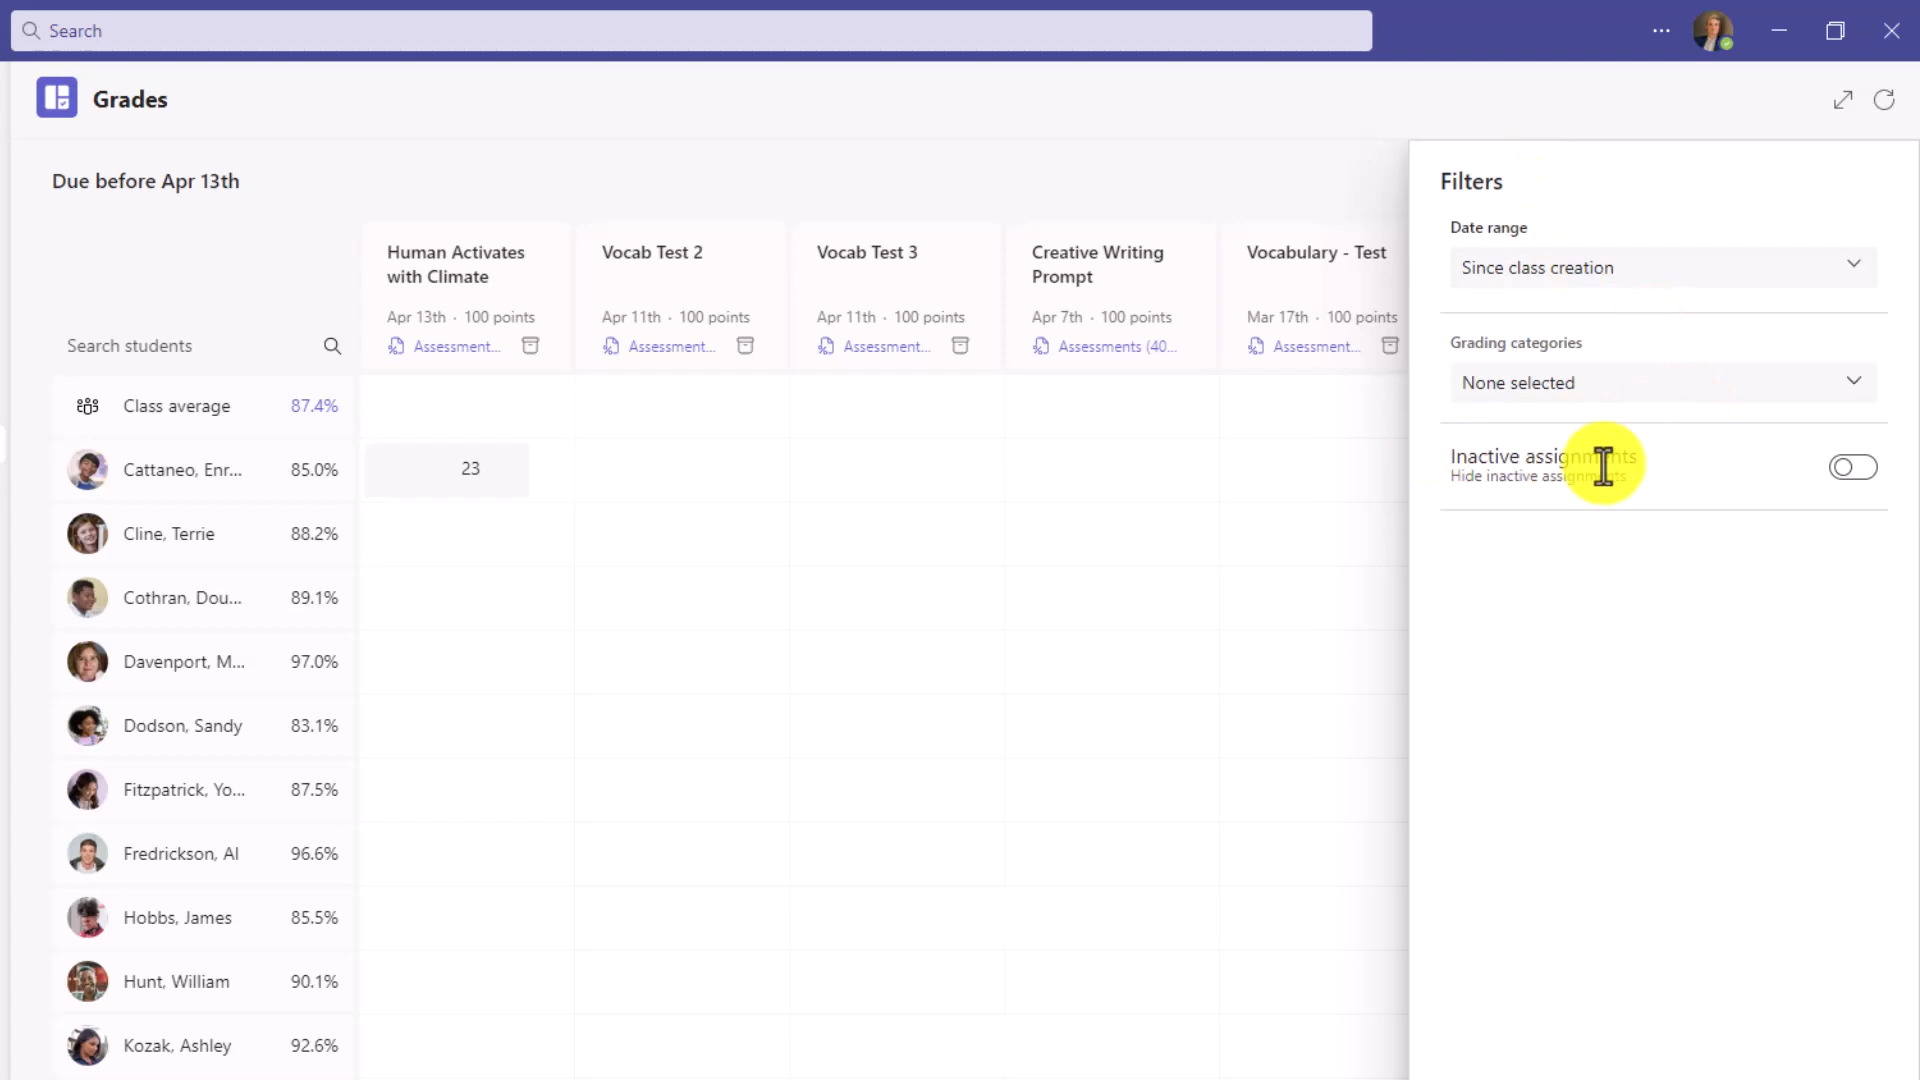 Search
Grades
Due before Apr 13th
Human Activates
with Climate
Apr 13th · 100 points
Assessment...
Vocab Test 2
Apr 11th · 100 points
Assessment...
Vocab Test 3
Apr 11th · 100 points
Assessment...
Creative Writing
Prompt
Apr 7th · 100 points
Assessments (40...
Vocabulary - Test
Mar 17th · 100 points
Assessment...
Search students
Class average 87.4%
Cattaneo, Enr... 85.0% 23
Cline, Terrie 88.2%
Cothran, Dou... 89.1%
Davenport, M... 97.0%
Dodson, Sandy 83.1%
Fitzpatrick, Yo... 87.5%
Fredrickson, Al 96.6%
Hobbs, James 85.5%
Hunt, William 90.1%
Kozak, Ashley 92.6%
Filters
Date range
Since class creation
Grading categories
None selected
Inactive assignments
Hide inactive assignments